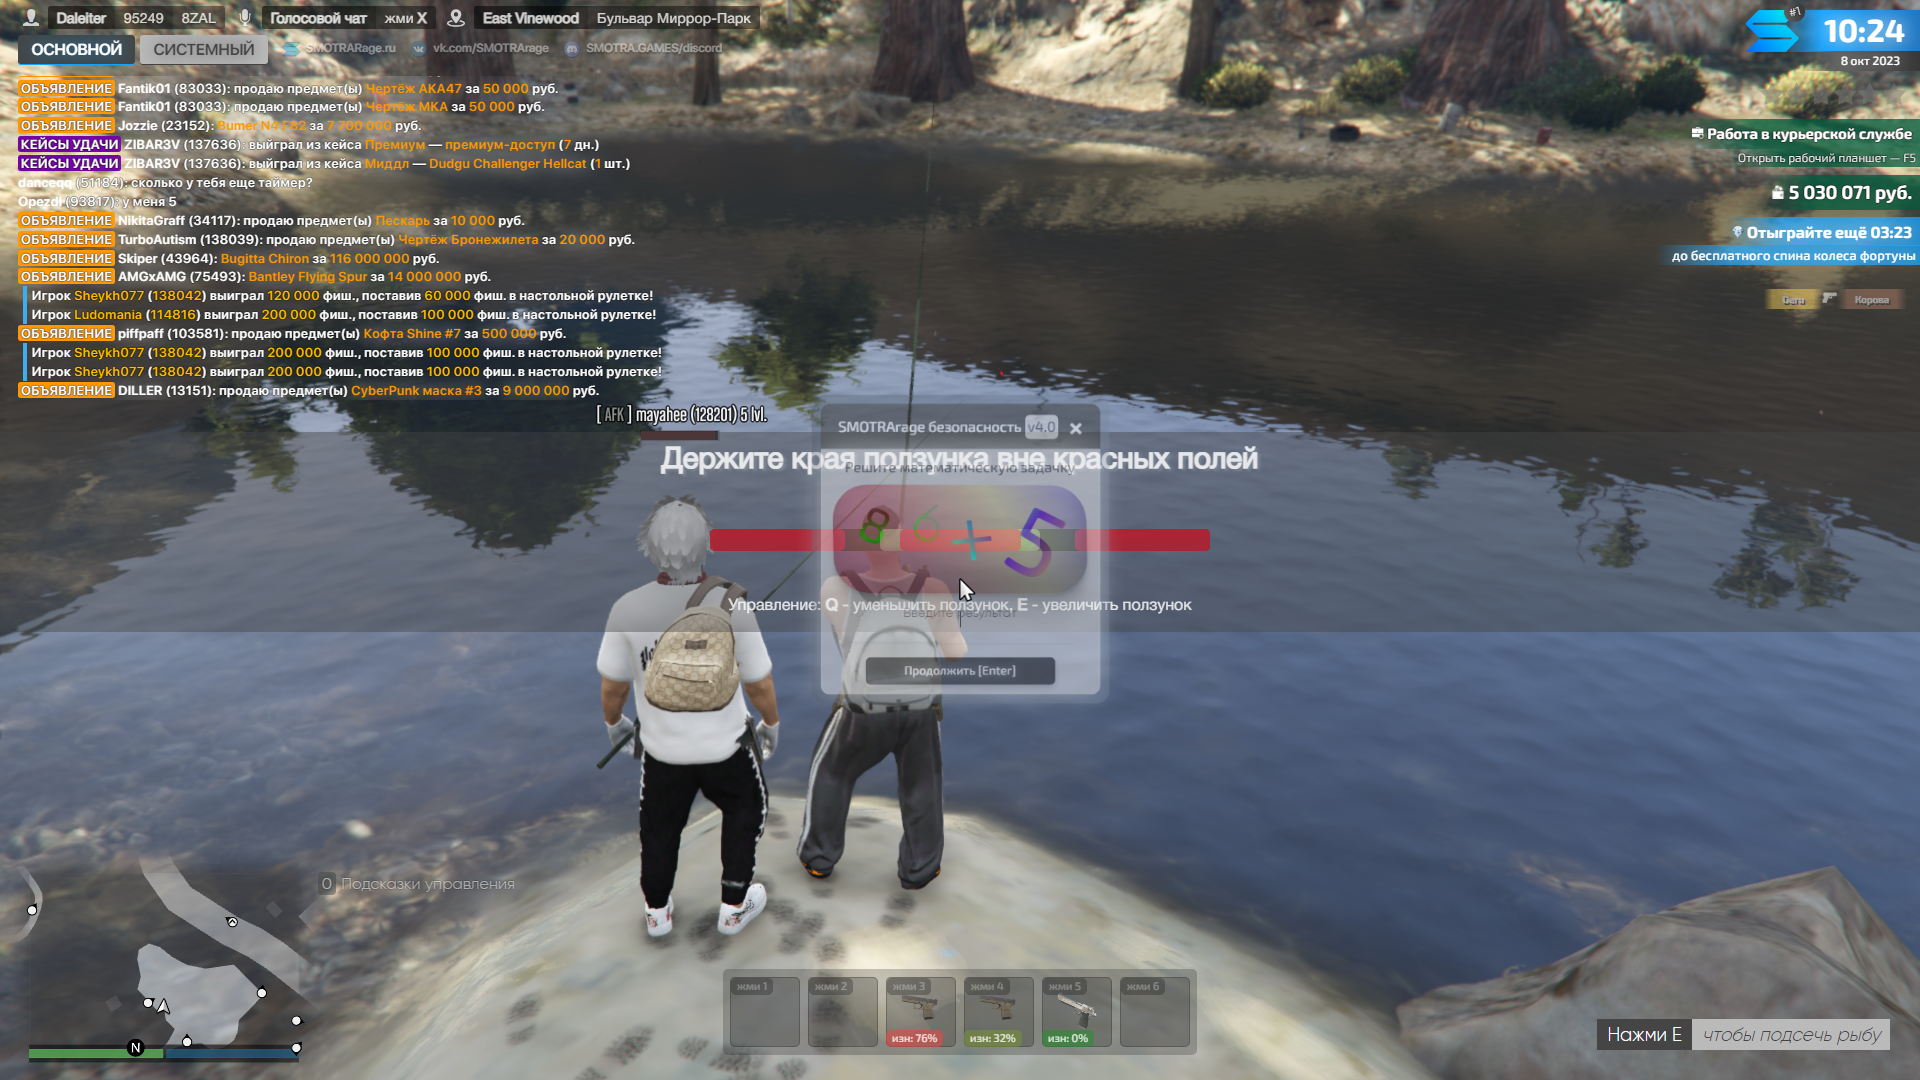 Daleiter 95249 8ZAL Голосовой чат жми X East Vinewood Бульвар Миррор-Парк
ОСНОВНОЙ СИСТЕМНЫЙ SMOTRARage.ru vk.com/SMOTRArage SMOTRA.GAMES/discord
#1
10:24
8 окт 2023
ОБЪЯВЛЕНИЕ Fantik01 (83033): продаю предмет(ы) Чертёж АКА47 за 50 000 руб.
ОБЪЯВЛЕНИЕ Fantik01 (83033): продаю предмет(ы) Чертёж МКА за 50 000 руб.
ОБЪЯВЛЕНИЕ Jozzie (23152): Bumer N4 F82 за 7 700 000 руб.
КЕЙСЫ УДАЧИ ZIBAR3V (137636): выйграл из кейса Премиум — премиум-доступ (7 дн.)
КЕЙСЫ УДАЧИ ZIBAR3V (137636): выйграл из кейса Миддл — Dudgu Challenger Hellcat (1 шт.)
danceqq (51184): сколько у тебя еще таймер?
Opezdl (93817): у меня 5
ОБЪЯВЛЕНИЕ NikitaGraff (34117): продаю предмет(ы) Пескарь за 10 000 руб.
ОБЪЯВЛЕНИЕ TurboAutism (138039): продаю предмет(ы) Чертёж Бронежилета за 20 000 руб.
ОБЪЯВЛЕНИЕ Skiper (43964): Bugitta Chiron за 116 000 000 руб.
ОБЪЯВЛЕНИЕ AMGxAMG (75493): Bantley Flying Spur за 14 000 000 руб.
Игрок Sheykh077 (138042) выиграл 120 000 фиш., поставив 60 000 фиш. в настольной рулетке!
Игрок Ludomania (114816) выиграл 200 000 фиш., поставив 100 000 фиш. в настольной рулетке!
ОБЪЯВЛЕНИЕ piffpaff (103581): продаю предмет(ы) Кофта Shine #7 за 500 000 руб.
Игрок Sheykh077 (138042) выиграл 200 000 фиш., поставив 100 000 фиш. в настольной рулетке!
Игрок Sheykh077 (138042) выиграл 200 000 фиш., поставив 100 000 фиш. в настольной рулетке!
ОБЪЯВЛЕНИЕ DILLER (13151): продаю предмет(ы) CyberPunk маска #3 за 9 000 000 руб.
Работа в курьерской службе
Открыть рабочий планшет — F5
5 030 071 руб.
Отыграйте ещё 03:23
до бесплатного спина колеса фортуны
Корова
[ AFK ] mayahee (128201) 5 lvl.
SMOTRArage безопасность v4.0
Держите края ползунка вне красных полей
Решите математическую задачку
8 6 + 5
Управление: Q - уменьшить ползунок, E - увеличить ползунок
Введите результат
Продолжить [Enter]
O Подсказки управления
N
жми 1 жми 2 жми 3 жми 4 жми 5 жми 6
изн: 76% изн: 32% изн: 0%
Нажми E чтобы подсечь рыбу